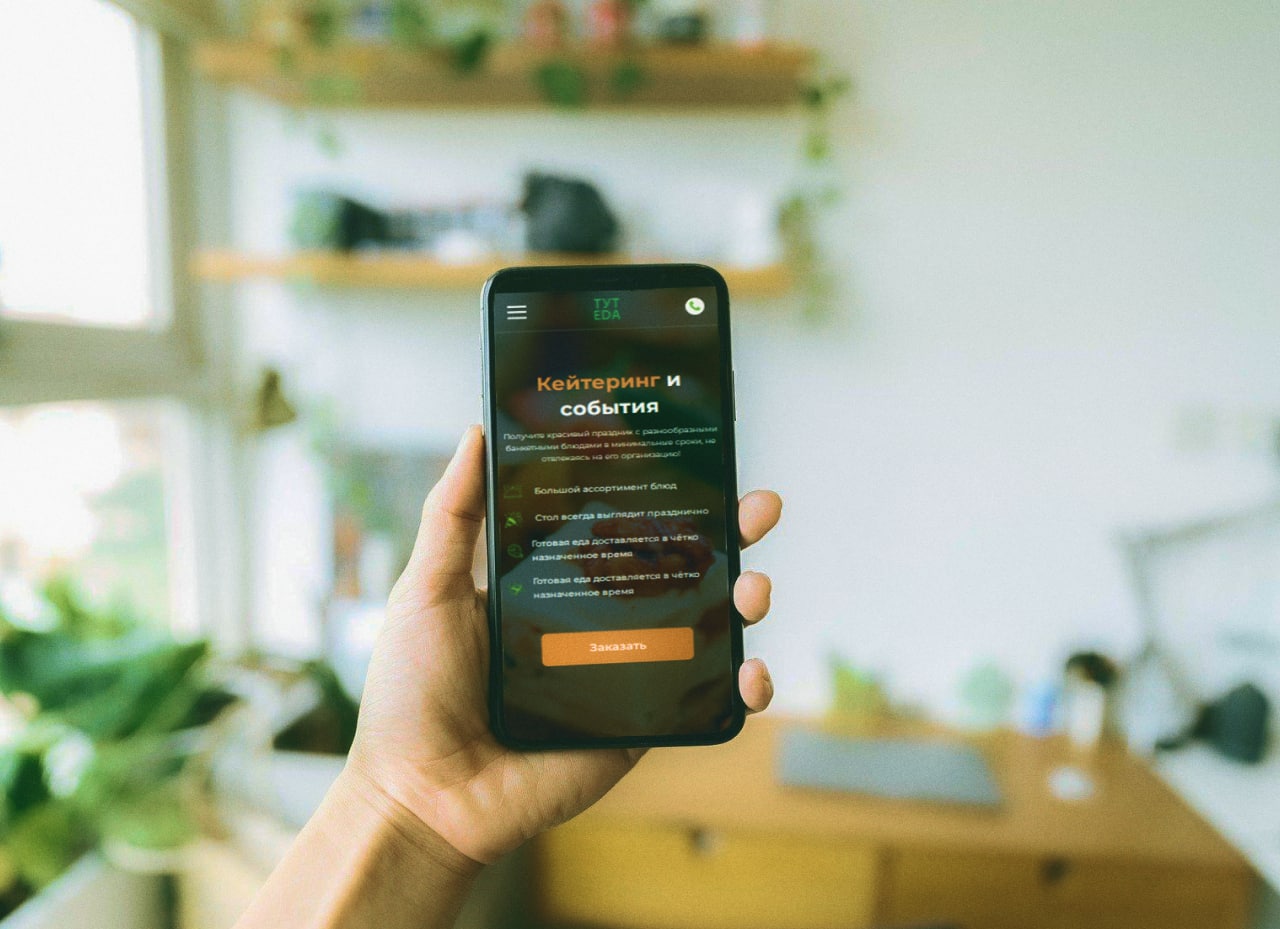 ТУТ
EDA
Кейтеринг и
события
Получите красивый праздник с разнообразными
банкетными блюдами в минимальные сроки, не
отвлекаясь на его организацию!
Большой ассортимент блюд
Стол всегда выглядит празднично
Готовая еда доставляется в чётко
назначенное время
Готовая еда доставляется в чётко
назначенное время
Заказать